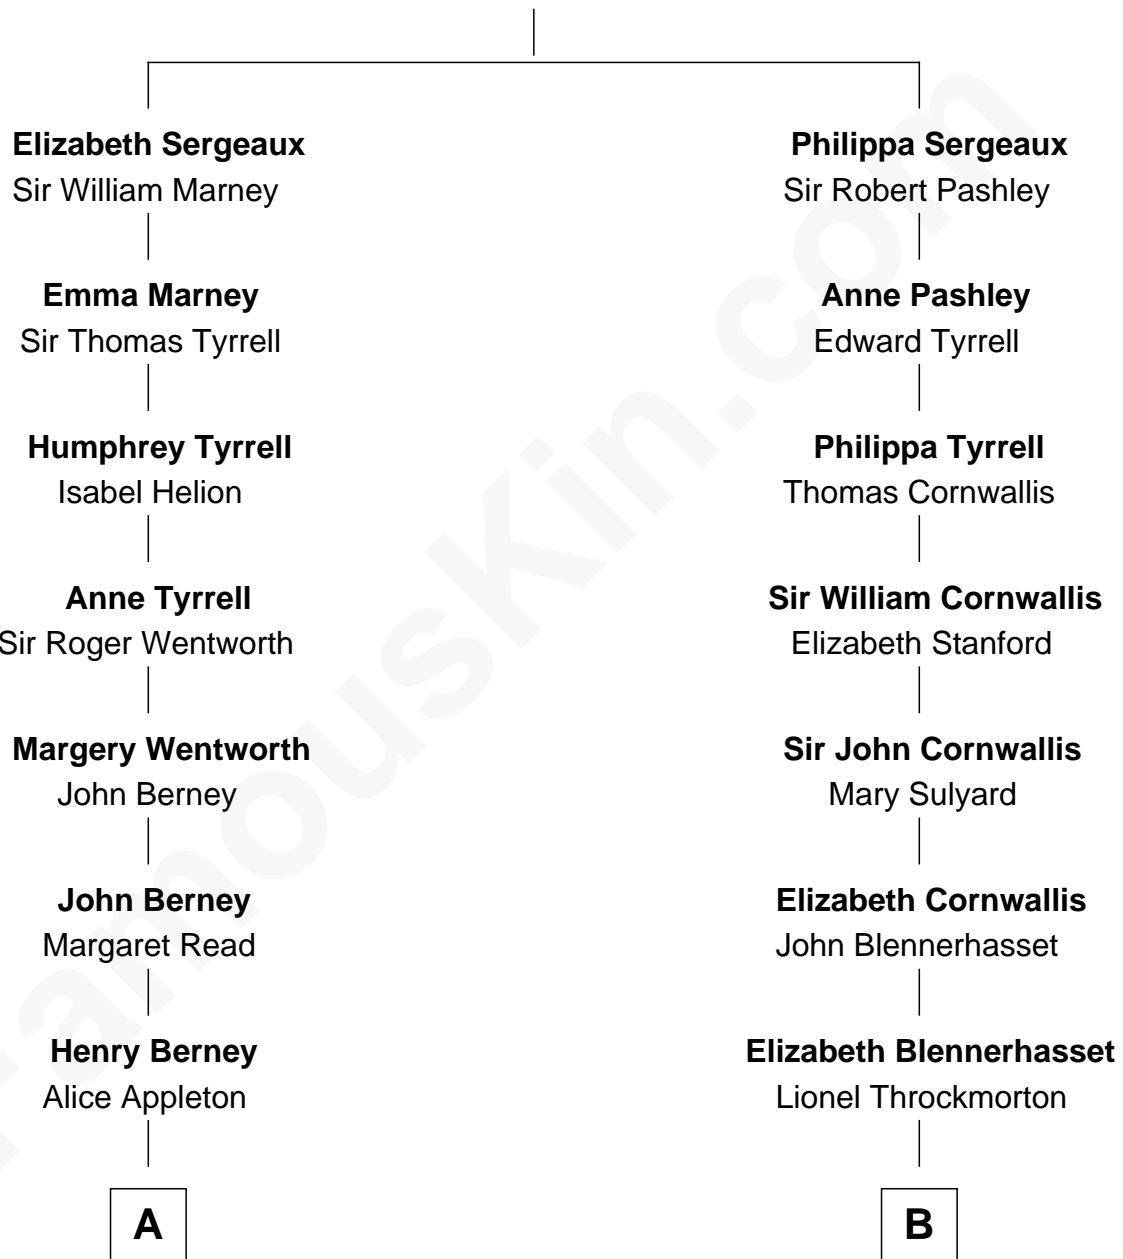 Elizabeth Sergeaux
Sir William Marney
Emma Marney
Sir Thomas Tyrrell
Humphrey Tyrrell
Isabel Helion
Anne Tyrrell
Sir Roger Wentworth
Margery Wentworth
John Berney
John Berney
Margaret Read
Henry Berney
Alice Appleton
A
Philippa Sergeaux
Sir Robert Pashley
Anne Pashley
Edward Tyrrell
Philippa Tyrrell
Thomas Cornwallis
Sir William Cornwallis
Elizabeth Stanford
Sir John Cornwallis
Mary Sulyard
Elizabeth Cornwallis
John Blennerhasset
Elizabeth Blennerhasset
Lionel Throckmorton
B
FamousKin.com